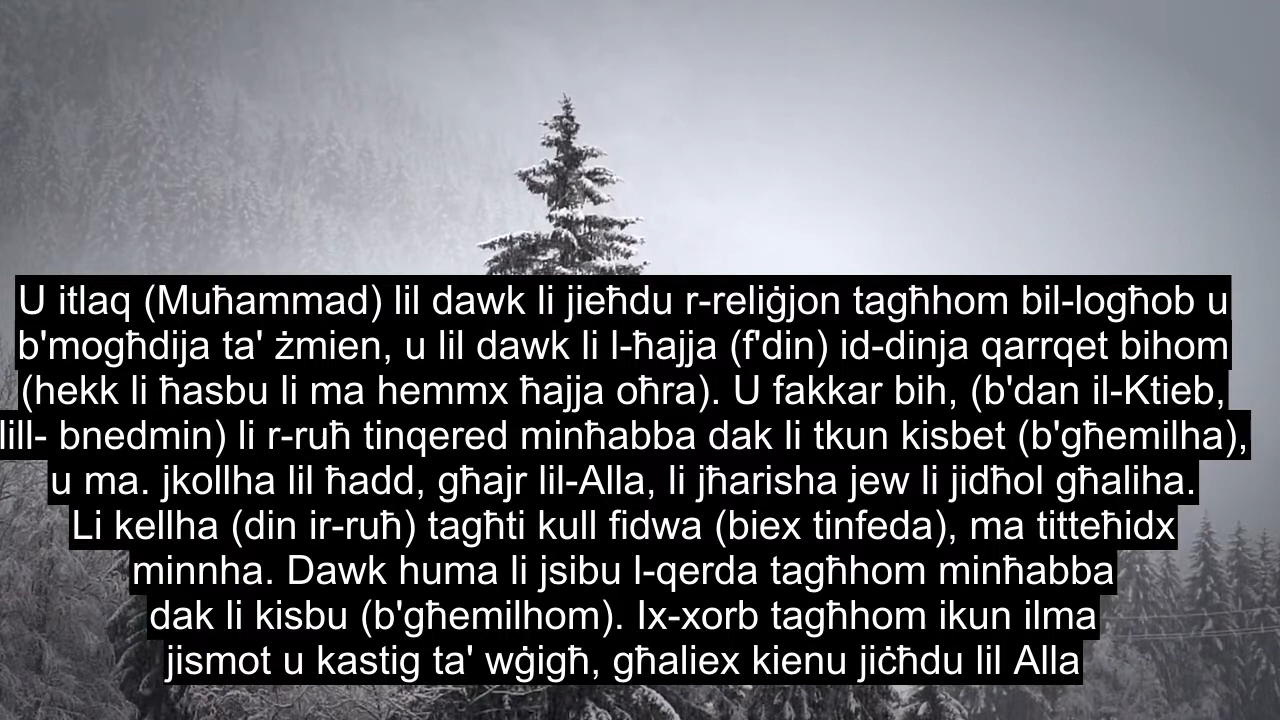 U itlaq (Muħammad) lil dawk li jieħdu r-reliġjon tagħhom bil-logħob u
b'mogħdija ta' żmien, u lil dawk li l-ħajja (f'din) id-dinja qarrqet bihom
(hekk li ħasbu li ma hemmx ħajja oħra). U fakkar bih, (b'dan il-Ktieb,
lill- bnedmin) li r-ruħ tinqered minħabba dak li tkun kisbet (b'għemilha),
u ma. jkollha lil ħadd, għajr lil-Alla, li jħarisha jew li jidħol għaliha.
Li kellha (din ir-ruħ) tagħti kull fidwa (biex tinfeda), ma titteħidx
minnha. Dawk huma li jsibu l-qerda tagħhom minħabba
dak li kisbu (b'għemilhom). Ix-xorb tagħhom ikun ilma
jismot u kastig ta' wġigħ, għaliex kienu jiċħdu lil Alla